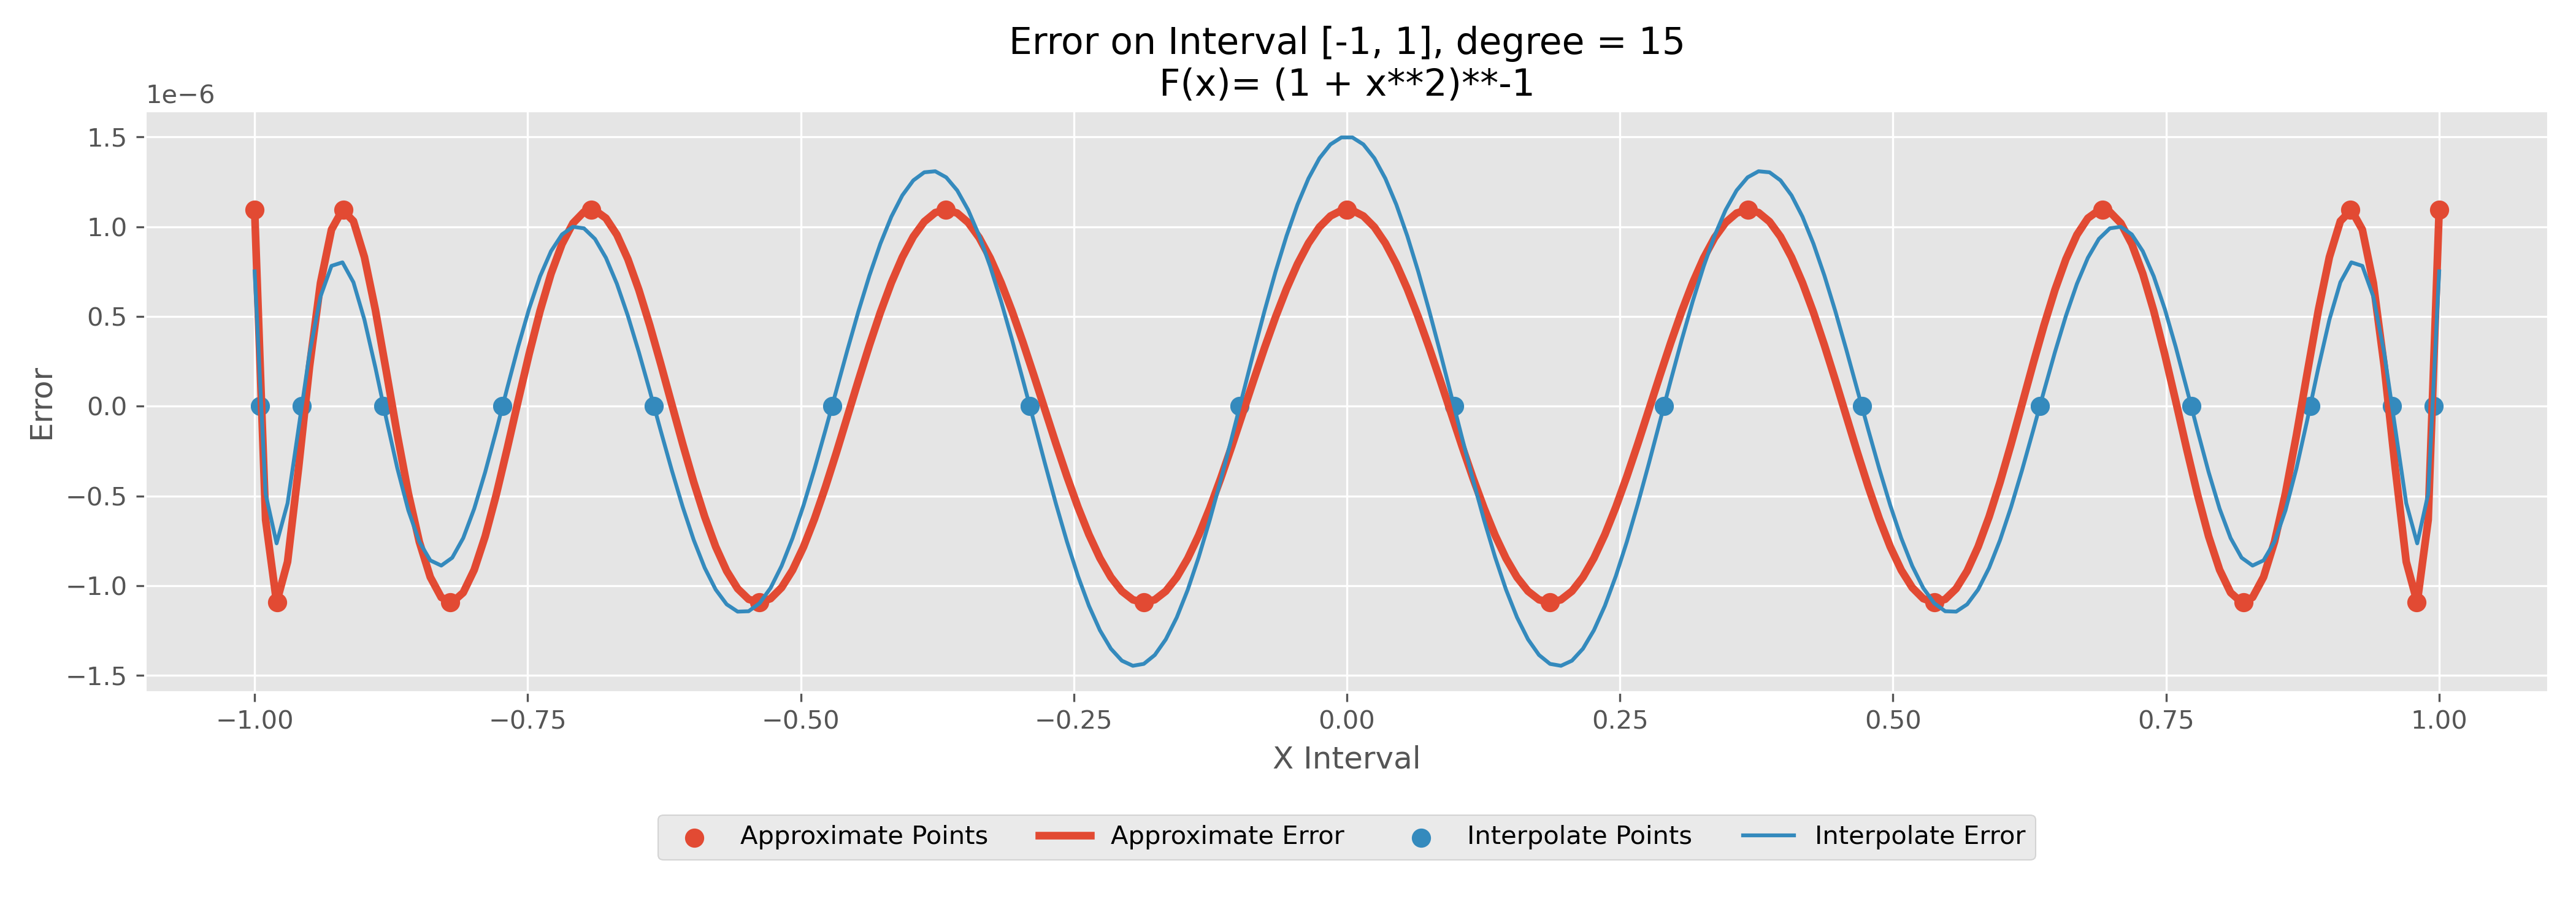 Error on Interval [-1, 1], degree = 15
F(x)= (1 + x**2)**-1
1e−6
1.5
1.0
0.5
0.0
−0.5
−1.0
−1.5
Error
−1.00 −0.75 −0.50 −0.25 0.00 0.25 0.50 0.75 1.00
X Interval
Approximate Points Approximate Error Interpolate Points Interpolate Error